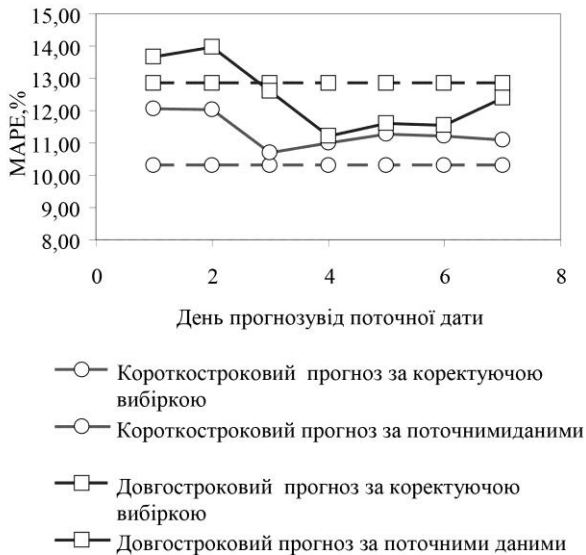 15,00
14,00
13,00
12,00
11,00
10,00
9,00
8,00
МАРЕ,%
0 2 4 6 8
День прогнозувід поточної дати
Короткостроковий прогноз за коректуючою
вибіркою
Короткостроковий прогноз за поточнимиданими
Довгостроковий прогноз за коректуючою
вибіркою
Довгостроковий прогноз за поточними даними